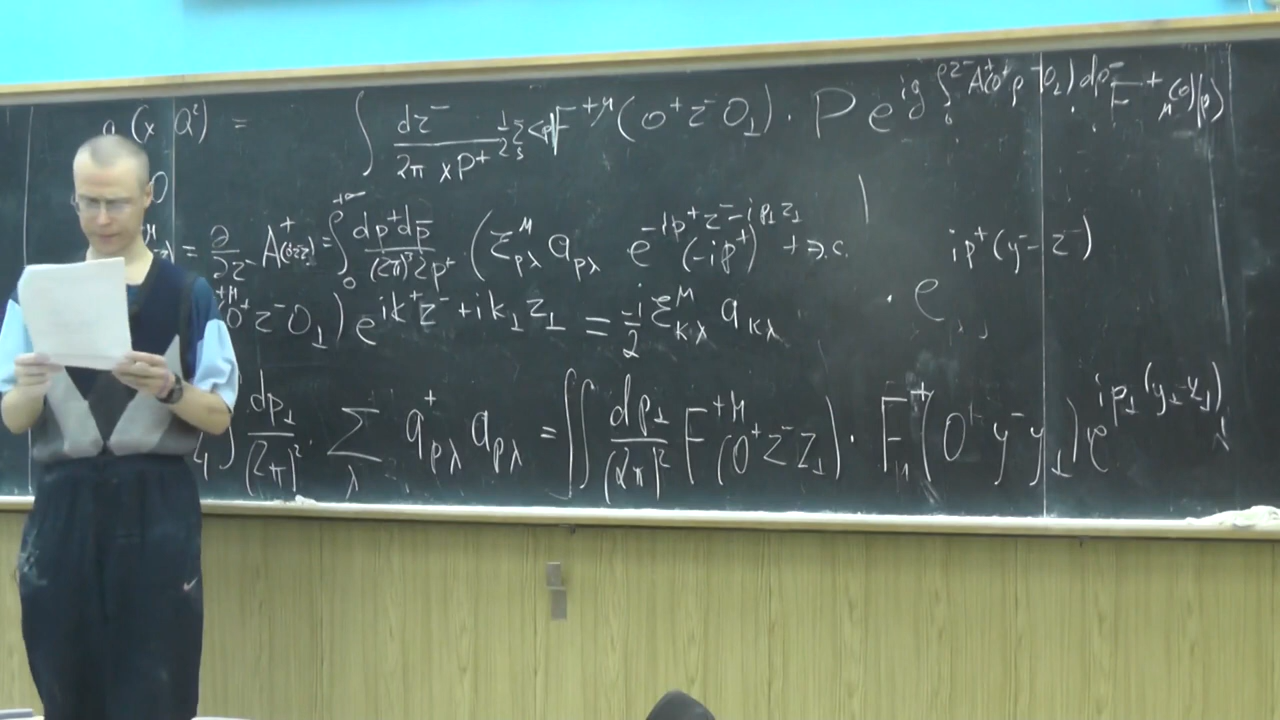 (x Q²) = ∫ dz⁻ / 2π xP⁺ 1/2 Σ_s <p| F⁺ᴹ (0⁺ z⁻ 0⊥) · P e^{ig ∫₀^{z⁻} A⁺(0⁺ρ⁻0⊥) dρ⁻} F⁺_μ (0) |p⟩
0
= ∂/∂z⁻ A⁺ = ∫₀^{+∞} dp⁺dp / (2π)³ 2p⁺ (ε^μ_{pλ} a_{pλ} e^{-ip⁺z⁻-ip⊥z⊥} (-ip⁺) + э.с. e^{ip⁺(y⁻-z⁻)}
⁺ᴹ (0⁺ z⁻ 0⊥) e^{ik⁺z⁻+ik⊥z⊥} = -i/2 ε^μ_{kλ} a_{kλ}
∫ dp⊥ / (2π)² · Σ_λ a⁺_{pλ} a_{pλ} = ∫∫ dp⊥ / (2π)² F⁺ᴹ (0⁺ z⁻ z⊥) · F⁺_μ (0⁺ y⁻ y⊥) e^{ip⊥(y⊥-z⊥)}